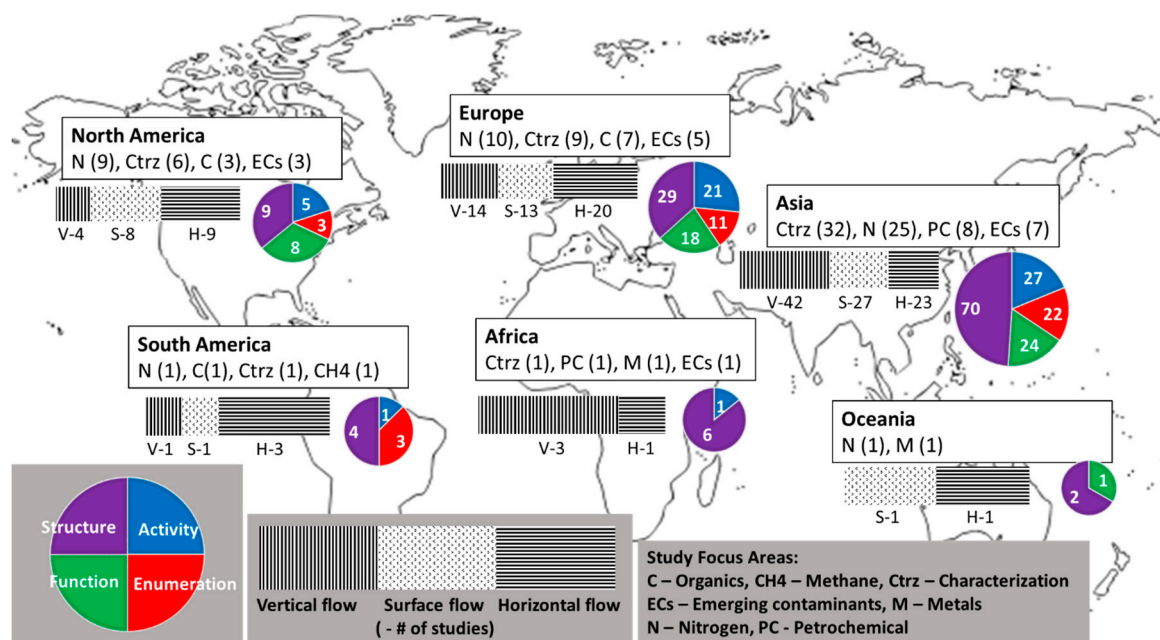 North America
N (9), Ctrz (6), C (3), ECs (3)
V-4 S-8 H-9
9 5 3 8
Europe
N (10), Ctrz (9), C (7), ECs (5)
V-14 S-13 H-20
29 21 11 18
Asia
Ctrz (32), N (25), PC (8), ECs (7)
V-42 S-27 H-23
70 27 22 24
South America
N (1), C(1), Ctrz (1), CH4 (1)
V-1 S-1 H-3
4 1 3
Africa
Ctrz (1), PC (1), M (1), ECs (1)
V-3 H-1
1
6
Oceania
N (1), M (1)
S-1 H-1
2 1
Structure Activity
Function Enumeration
Vertical flow Surface flow Horizontal flow
( - # of studies)
Study Focus Areas:
C – Organics, CH4 – Methane, Ctrz – Characterization
ECs – Emerging contaminants, M – Metals
N – Nitrogen, PC - Petrochemical